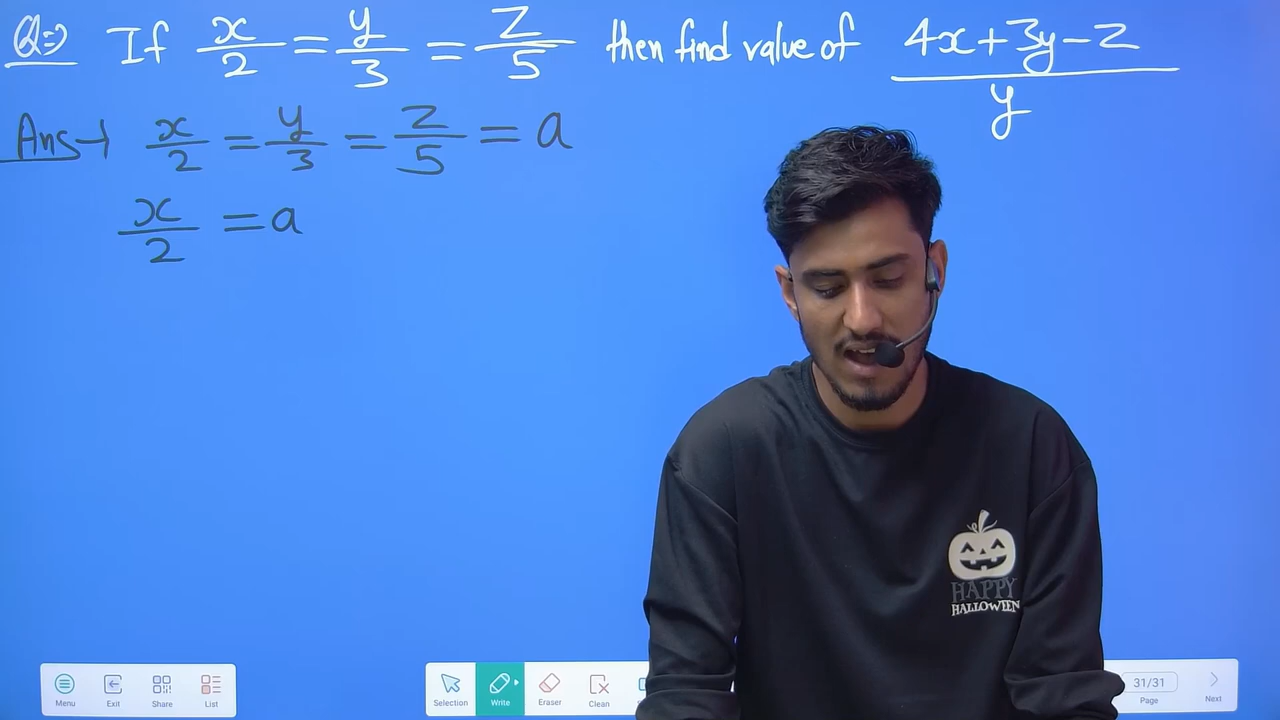 Q⇒ If x/2 = y/3 = z/5 then find value of (4x+3y-z)/y
Ans→ x/2 = y/3 = z/5 = a
x/2 = a
HAPPY
HALLOWEEN
Menu Exit Share List Selection Write Eraser Clean 31/31 Page Next